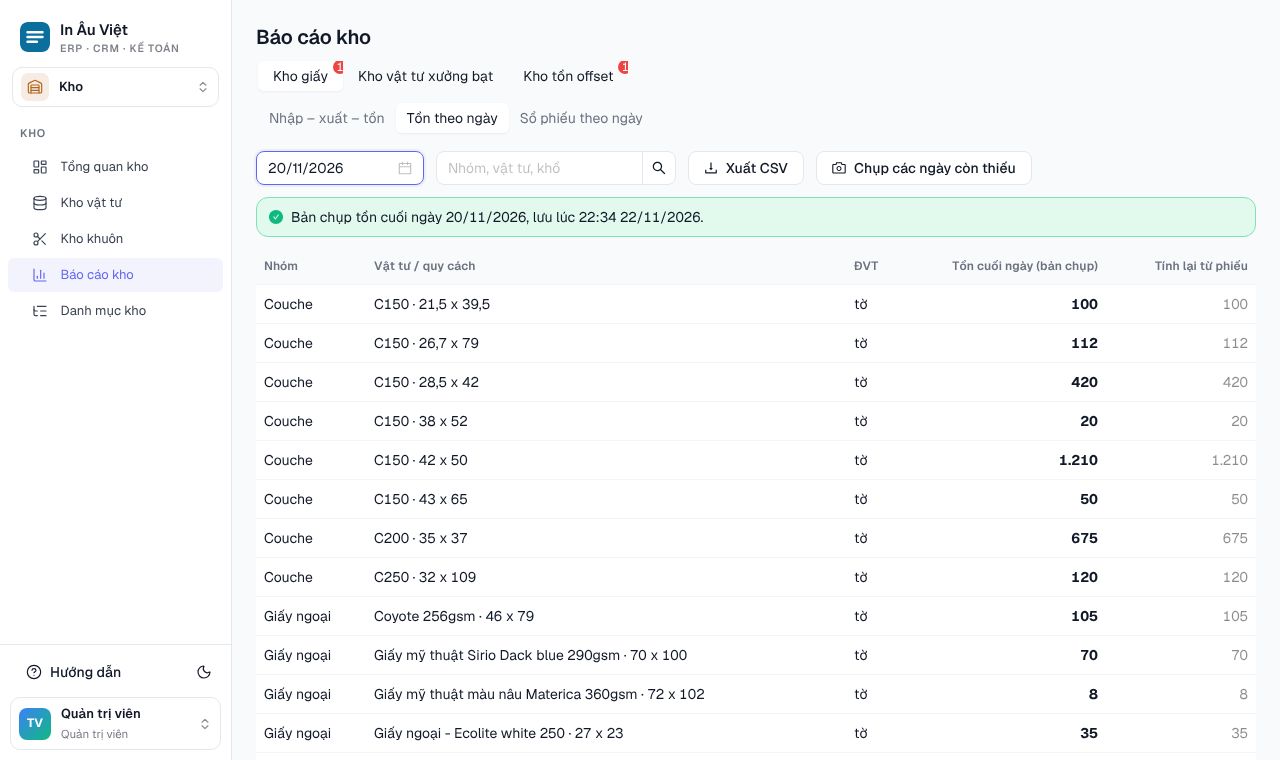 In Âu Việt
ERP · CRM · KẾ TOÁN
Kho
KHO
Tổng quan kho
Kho vật tư
Kho khuôn
Báo cáo kho
Danh mục kho
Hướng dẫn
TV
Quản trị viên
Quản trị viên
Báo cáo kho
Kho giấy 1 Kho vật tư xưởng bạt Kho tồn offset 1
Nhập – xuất – tồn Tồn theo ngày Sổ phiếu theo ngày
20/11/2026 Nhóm, vật tư, khổ Xuất CSV Chụp các ngày còn thiếu
Bản chụp tồn cuối ngày 20/11/2026, lưu lúc 22:34 22/11/2026.
Nhóm Vật tư / quy cách ĐVT Tồn cuối ngày (bản chụp) Tính lại từ phiếu
Couche C150 · 21,5 x 39,5 tờ 100 100
Couche C150 · 26,7 x 79 tờ 112 112
Couche C150 · 28,5 x 42 tờ 420 420
Couche C150 · 38 x 52 tờ 20 20
Couche C150 · 42 x 50 tờ 1.210 1.210
Couche C150 · 43 x 65 tờ 50 50
Couche C200 · 35 x 37 tờ 675 675
Couche C250 · 32 x 109 tờ 120 120
Giấy ngoại Coyote 256gsm · 46 x 79 tờ 105 105
Giấy ngoại Giấy mỹ thuật Sirio Dack blue 290gsm · 70 x 100 tờ 70 70
Giấy ngoại Giấy mỹ thuật màu nâu Materica 360gsm · 72 x 102 tờ 8 8
Giấy ngoại Giấy ngoại - Ecolite white 250 · 27 x 23 tờ 35 35